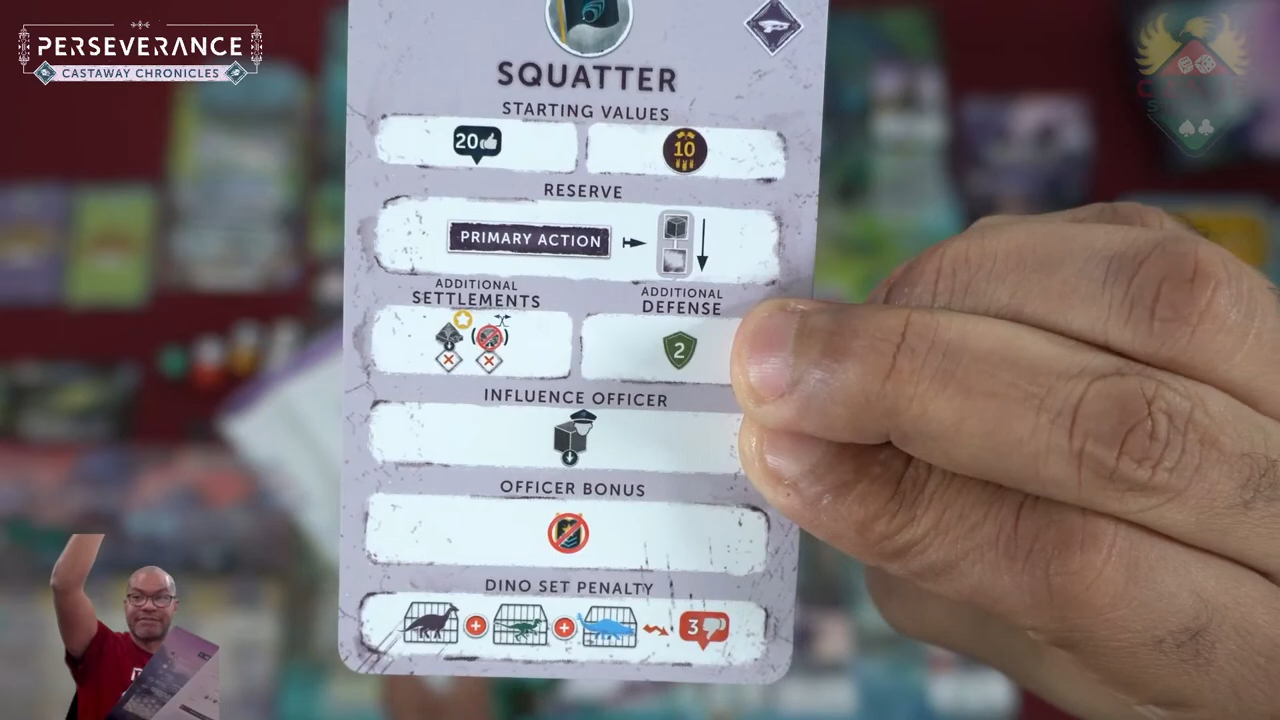 PERSEVERANCE
CASTAWAY CHRONICLES
SQUATTER
STARTING VALUES
20
10
RESERVE
PRIMARY ACTION
ADDITIONAL
SETTLEMENTS
ADDITIONAL
DEFENSE
2
INFLUENCE OFFICER
OFFICER BONUS
DINO SET PENALTY
3